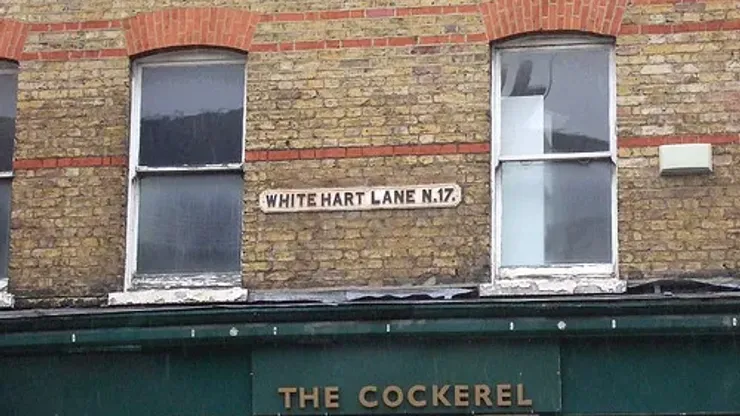 WHITE HART LANE N.17.
THE COCKEREL